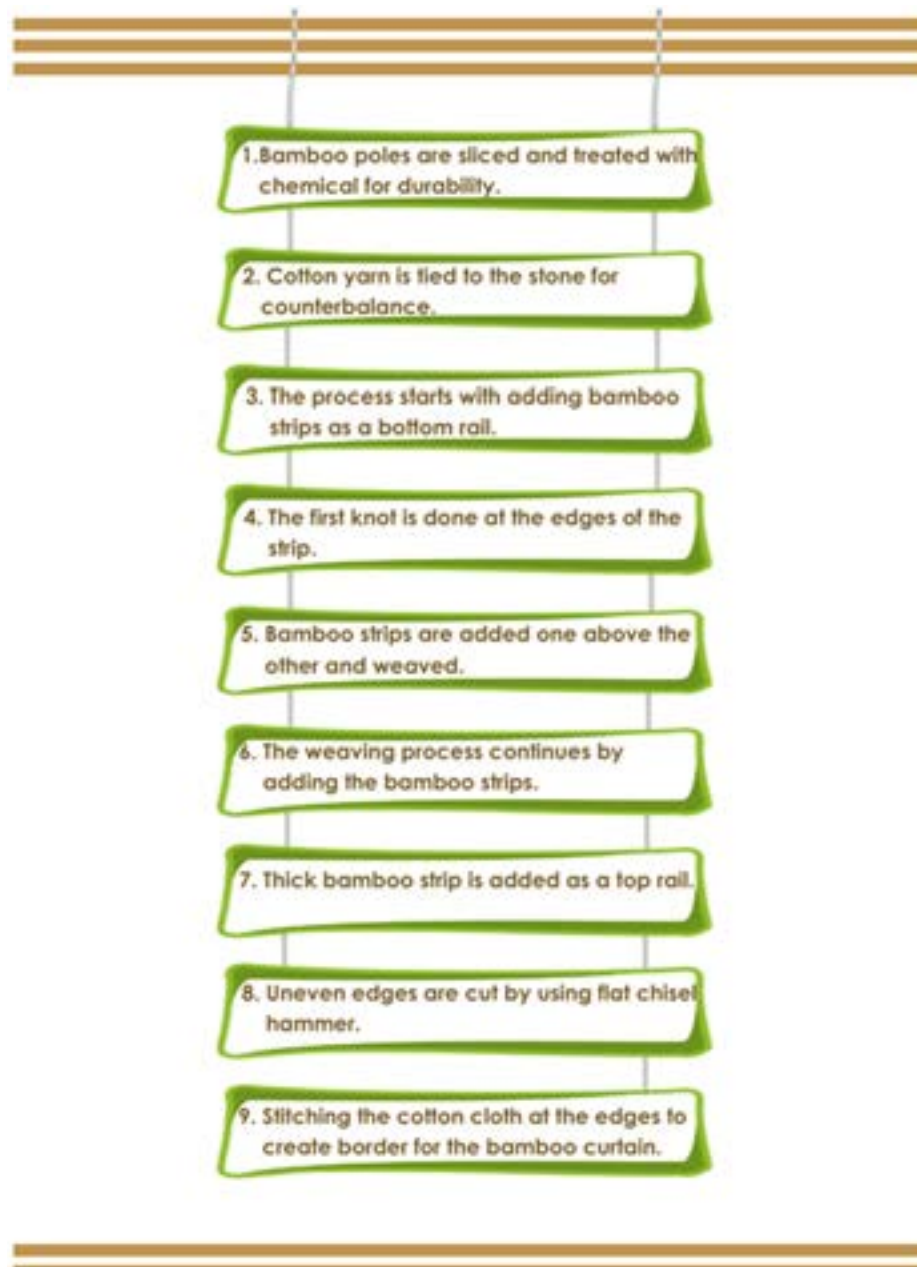 1.Bamboo poles are sliced and treated with
chemical for durability.
2. Cotton yarn is tied to the stone for
counterbalance.
3. The process starts with adding bamboo
strips as a bottom rail.
4. The first knot is done at the edges of the
strip.
5. Bamboo strips are added one above the
other and weaved.
6. The weaving process continues by
adding the bamboo strips.
7. Thick bamboo strip is added as a top rail.
8. Uneven edges are cut by using flat chisel
hammer.
9. Stitching the cotton cloth at the edges to
create border for the bamboo curtain.